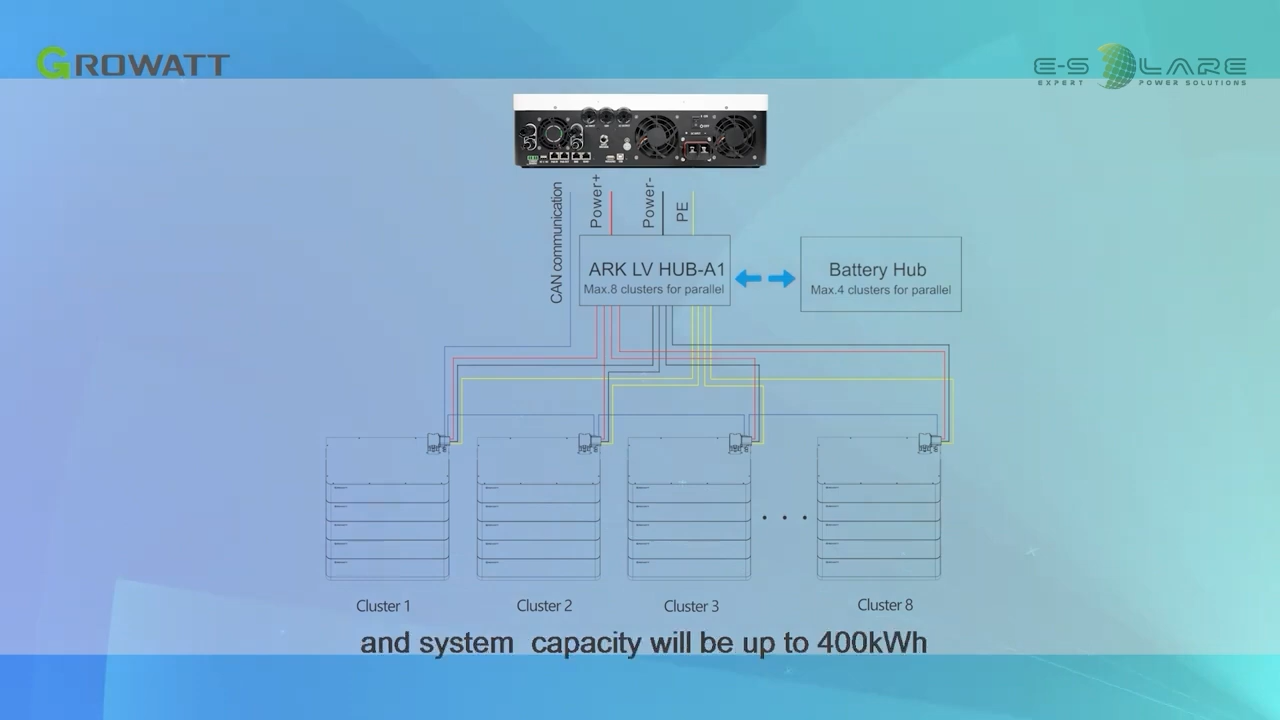 GROWATT
E-SOLARE
EXPERT POWER SOLUTIONS
CAN communication
Power+
Power-
PE
ARK LV HUB-A1
Max.8 clusters for parallel
Battery Hub
Max.4 clusters for parallel
Cluster 1
Cluster 2
Cluster 3
Cluster 8
and system capacity will be up to 400kWh